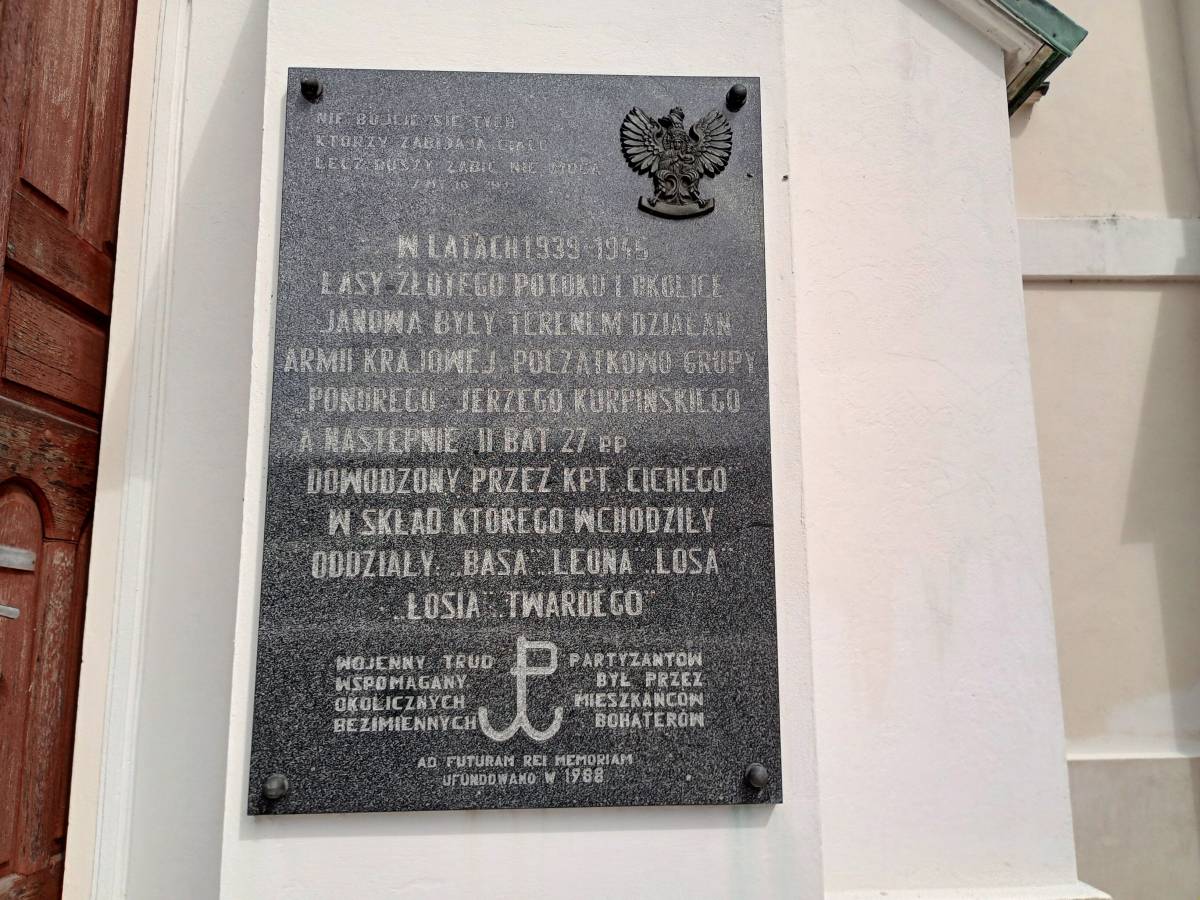 NIE BÓJCIE SIĘ TYCH
KTÓRZY ZABIJAJĄ CIAŁO
LECZ DUSZY ZABIĆ NIE MOGĄ
W LATACH 1939-1945
LASY ZŁOTEGO POTOKU I OKOLICE
JANOWA BYŁY TERENEM DZIAŁAŃ
ARMII KRAJOWEJ, POCZĄTKOWO GRUPY
„PONUREGO" JERZEGO KURPIŃSKIEGO
A NASTĘPNIE II BAT. 27 PP
DOWODZONY PRZEZ KPT. „CICHEGO"
W SKŁAD KTÓREGO WCHODZIŁY
ODDZIAŁY: „BASA" „LEONA" „LOSA"
„ŁOSIA" „TWARDEGO"
WOJENNY TRUD PARTYZANTÓW
WSPOMAGANY BYŁ PRZEZ
OKOLICZNYCH MIESZKAŃCÓW
BEZIMIENNYCH BOHATERÓW
AD FUTURAM REI MEMORIAM
UFUNDOWANO W 1988